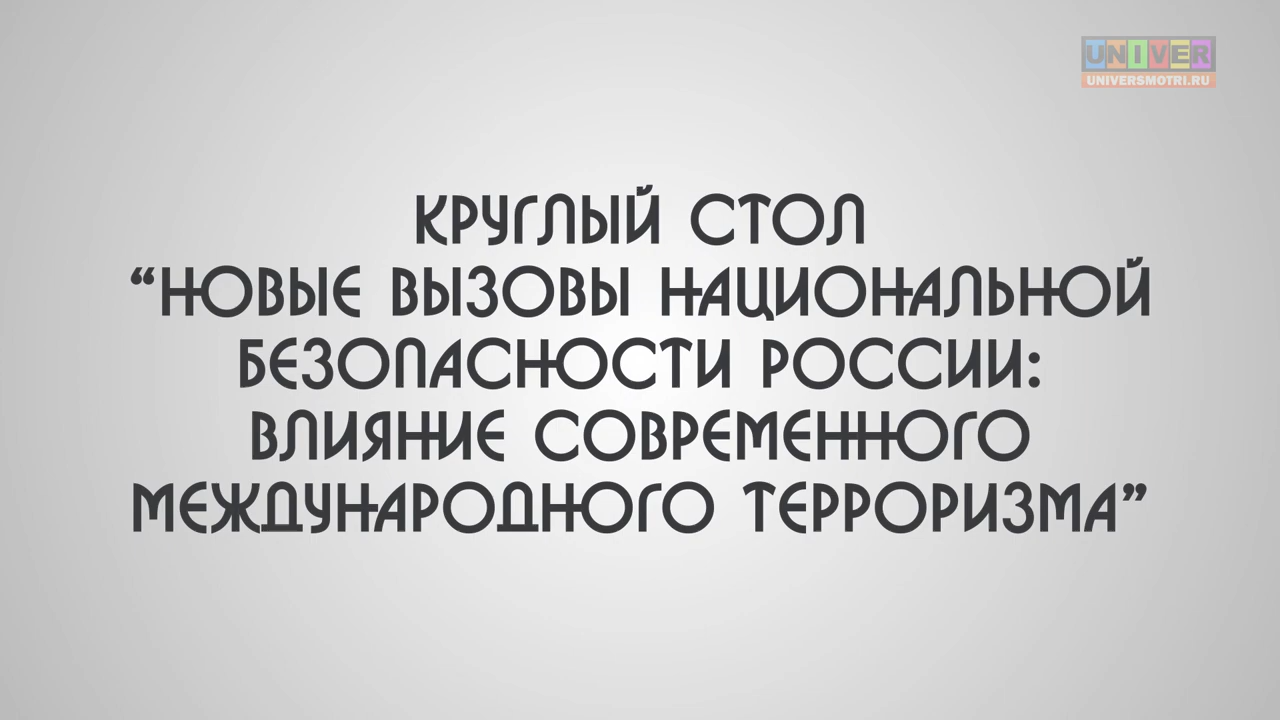 UNIVER
UNIVERSMOTRI.RU
КРУГЛЫЙ СТОЛ
“НОВЫЕ ВЫЗОВЫ НАЦИОНАЛЬНОЙ
БЕЗОПАСНОСТИ РОССИИ:
ВЛИЯНИЕ СОВРЕМЕННОГО
МЕЖДУНАРОДНОГО ТЕРРОРИЗМА”